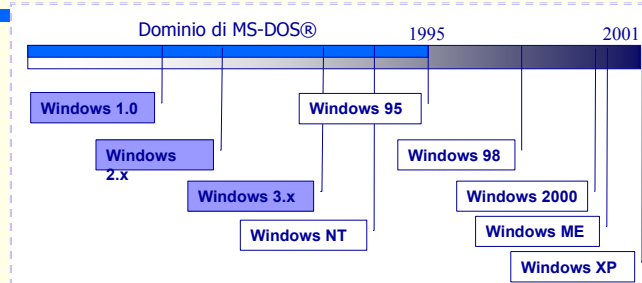 Dominio di MS-DOS®
1995
2001
Windows 1.0
Windows 95
Windows
2.x
Windows 98
Windows 3.x
Windows 2000
Windows NT
Windows ME
Windows XP